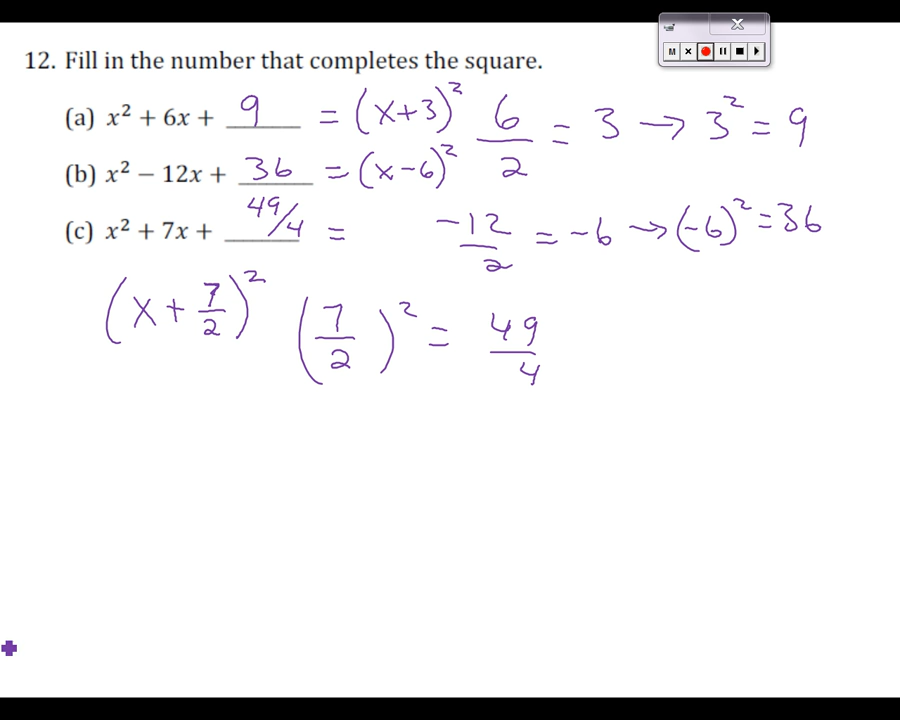 12. Fill in the number that completes the square.
(a) x² + 6x + 9 = (x+3)² 6/2 = 3 → 3² = 9
(b) x² − 12x + 36 = (x−6)²
(c) x² + 7x + 49/4 = -12/2 = -6 → (-6)² = 36
(x + 7/2)² (7/2)² = 49/4
M